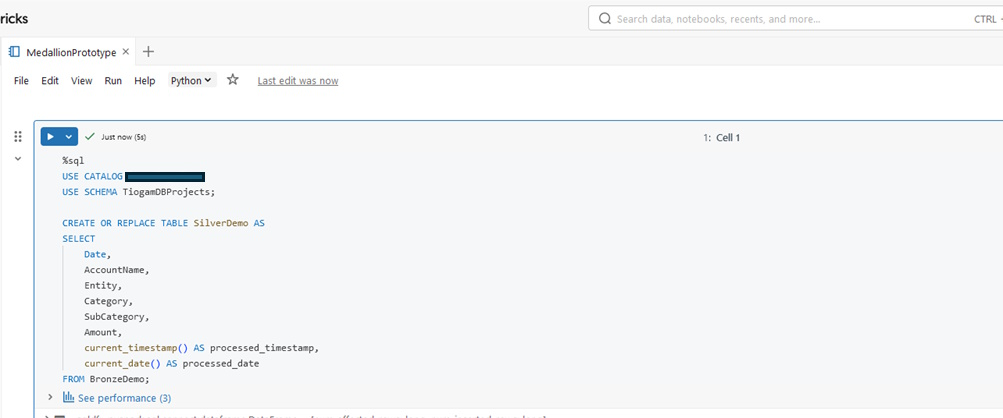 ricks
Search data, notebooks, recents, and more...
CTRL
MedallionPrototype
File Edit View Run Help Python Last edit was now
Just now (5s)
1: Cell 1
%sql
USE CATALOG
USE SCHEMA TiogamDBProjects;
CREATE OR REPLACE TABLE SilverDemo AS
SELECT
Date,
AccountName,
Entity,
Category,
SubCategory,
Amount,
current_timestamp() AS processed_timestamp,
current_date() AS processed_date
FROM BronzeDemo;
See performance (3)